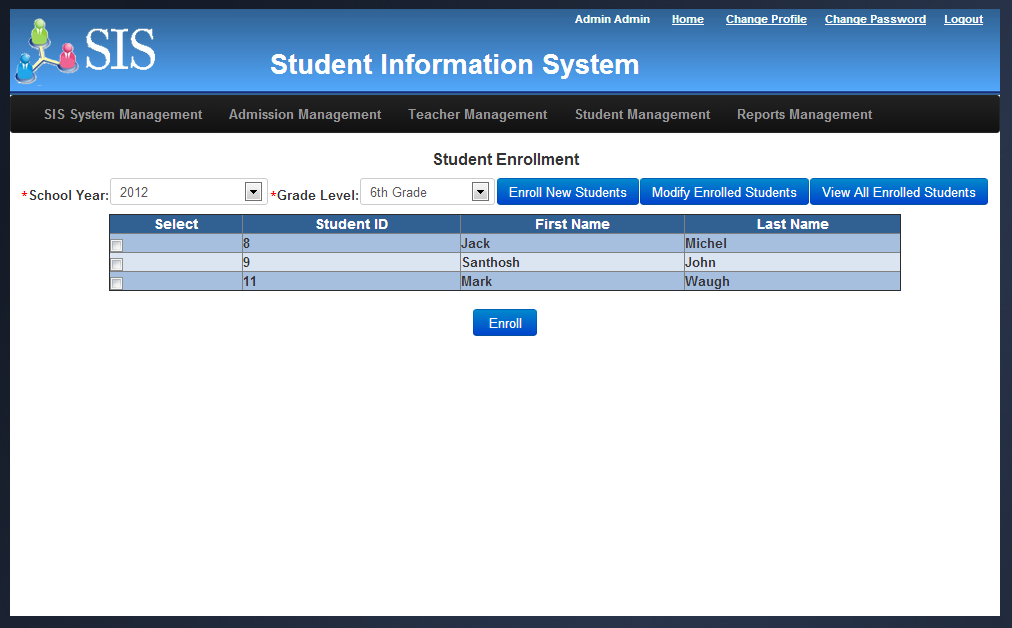 Admin Admin Home Change Profile Change Password Logout
SIS
Student Information System
SIS System Management Admission Management Teacher Management Student Management Reports Management
Student Enrollment
*School Year: 2012 *Grade Level: 6th Grade Enroll New Students Modify Enrolled Students View All Enrolled Students
Select Student ID First Name Last Name
8 Jack Michel
9 Santhosh John
11 Mark Waugh
Enroll